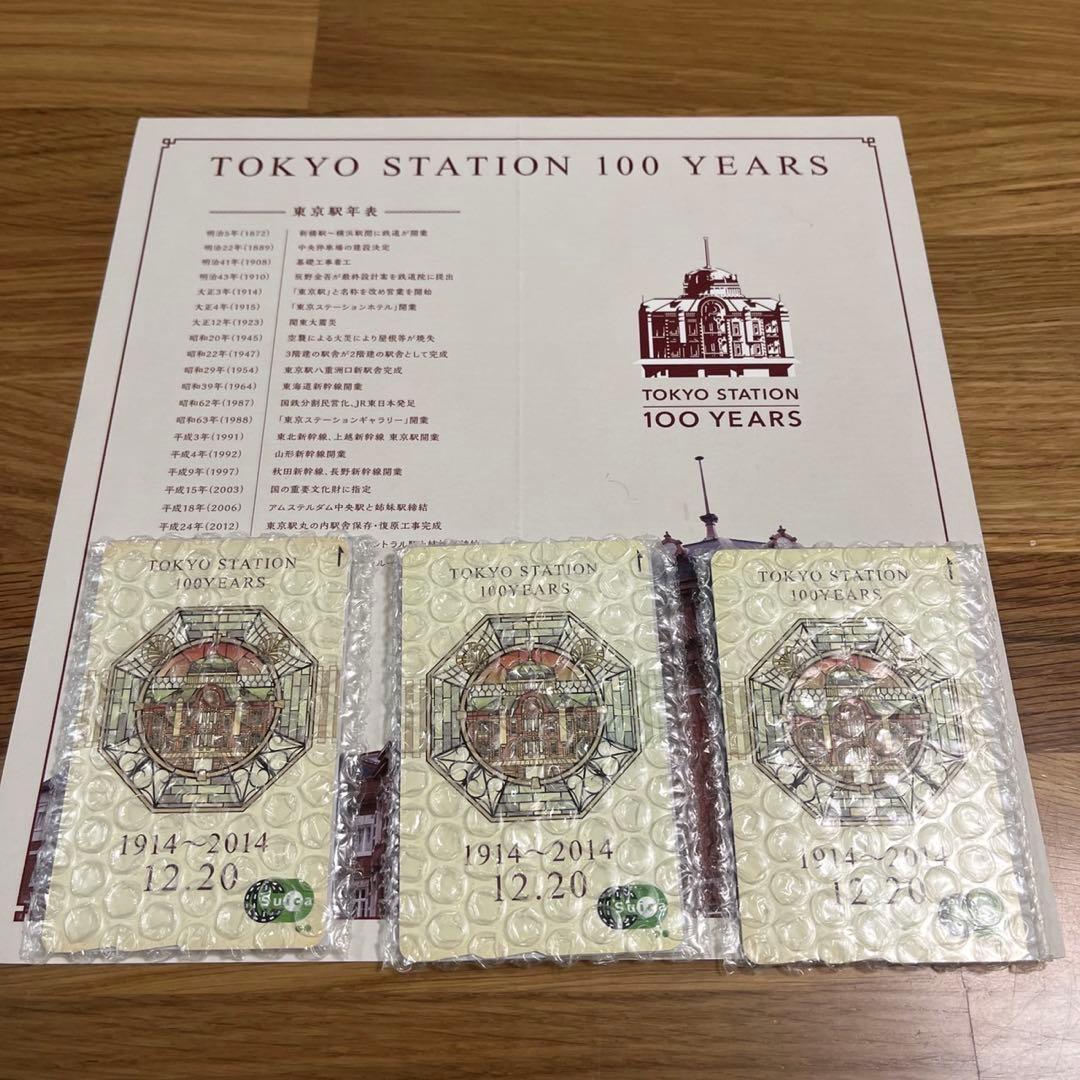 TOKYO STATION 100 YEARS
東京駅年表
明治5年(1872) 新橋駅〜横浜駅間に鉄道が開業
明治22年(1889) 中央停車場の建設決定
明治41年(1908) 基礎工事着工
明治43年(1910) 辰野金吾が最終設計案を鉄道院に提出
大正3年(1914) 「東京駅」と名称を改め営業を開始
大正4年(1915) 「東京ステーションホテル」開業
大正12年(1923) 関東大震災
昭和20年(1945) 空襲による火災により屋根等が焼失
昭和22年(1947) 3階建の駅舎が2階建の駅舎として完成
昭和29年(1954) 東京駅八重洲口新駅舎完成
昭和39年(1964) 東海道新幹線開業
昭和62年(1987) 国鉄分割民営化、JR東日本発足
昭和63年(1988) 「東京ステーションギャラリー」開業
平成3年(1991) 東北新幹線、上越新幹線 東京駅開業
平成4年(1992) 山形新幹線開業
平成9年(1997) 秋田新幹線、長野新幹線開業
平成15年(2003) 国の重要文化財に指定
平成18年(2006) アムステルダム中央駅と姉妹駅締結
平成24年(2012) 東京駅丸の内駅舎保存・復原工事完成
TOKYO STATION
100 YEARS
TOKYO STATION
100YEARS
1914〜2014
12.20
Suica
TOKYO STATION
100YEARS
1914〜2014
12.20
Suica
TOKYO STATION
100YEARS
1914〜2014
12.20